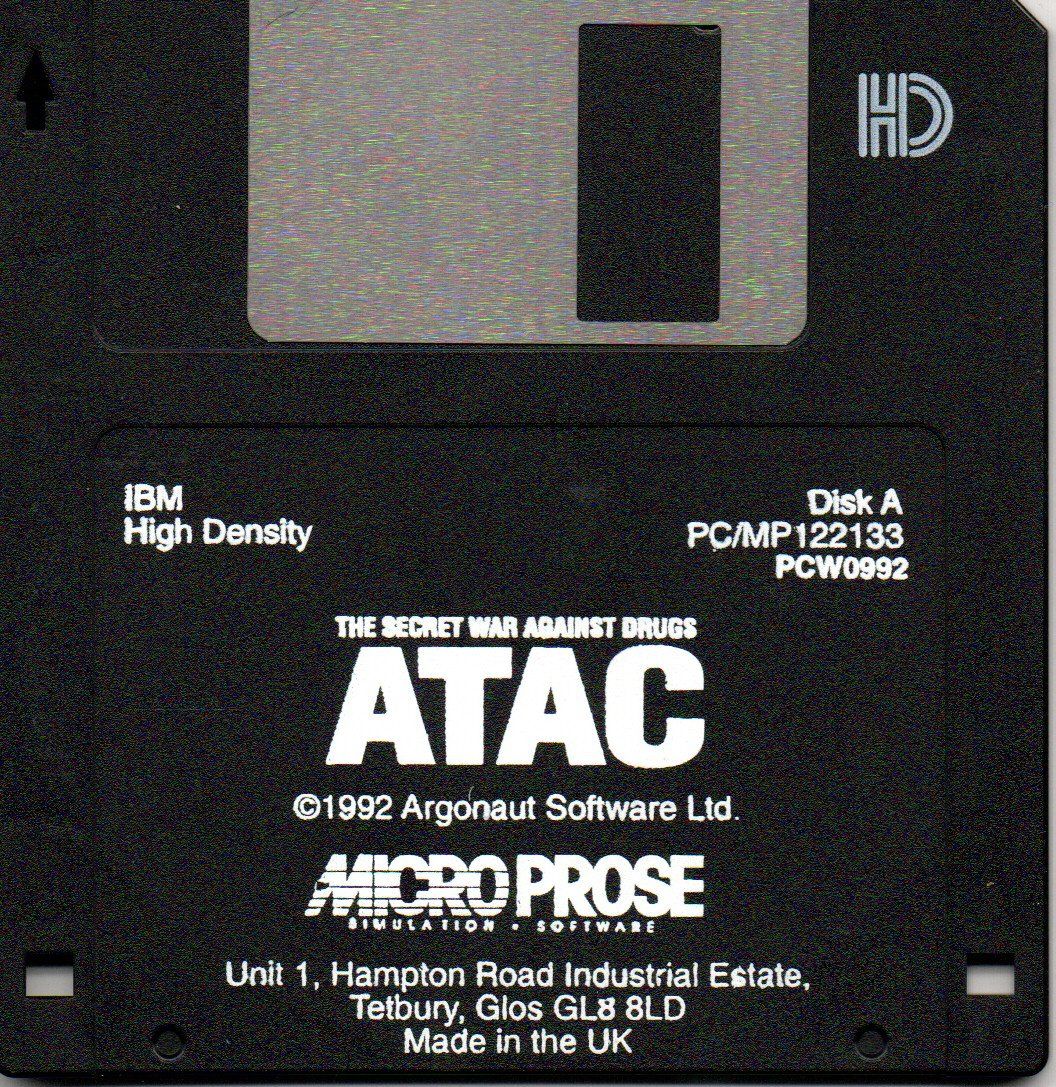 HD
IBM
High Density
Disk A
PC/MP122133
PCW0992
THE SECRET WAR AGAINST DRUGS
ATAC
©1992 Argonaut Software Ltd.
MICROPROSE
SIMULATION • SOFTWARE
Unit 1, Hampton Road Industrial Estate,
Tetbury, Glos GL8 8LD
Made in the UK